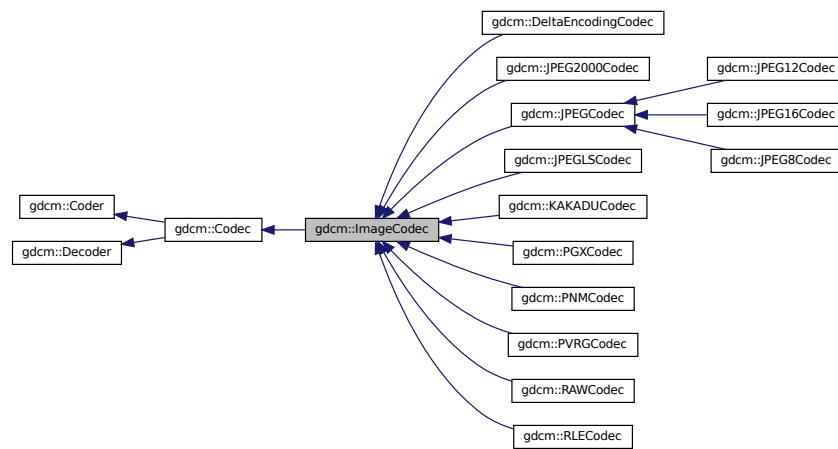 gdcm::DeltaEncodingCodec
gdcm::JPEG2000Codec
gdcm::JPEG12Codec
gdcm::JPEGCodec
gdcm::JPEG16Codec
gdcm::JPEGLSCodec
gdcm::JPEG8Codec
gdcm::Coder
gdcm::KAKADUCodec
gdcm::Codec
gdcm::ImageCodec
gdcm::Decoder
gdcm::PGXCodec
gdcm::PNMCodec
gdcm::PVRGCodec
gdcm::RAWCodec
gdcm::RLECodec